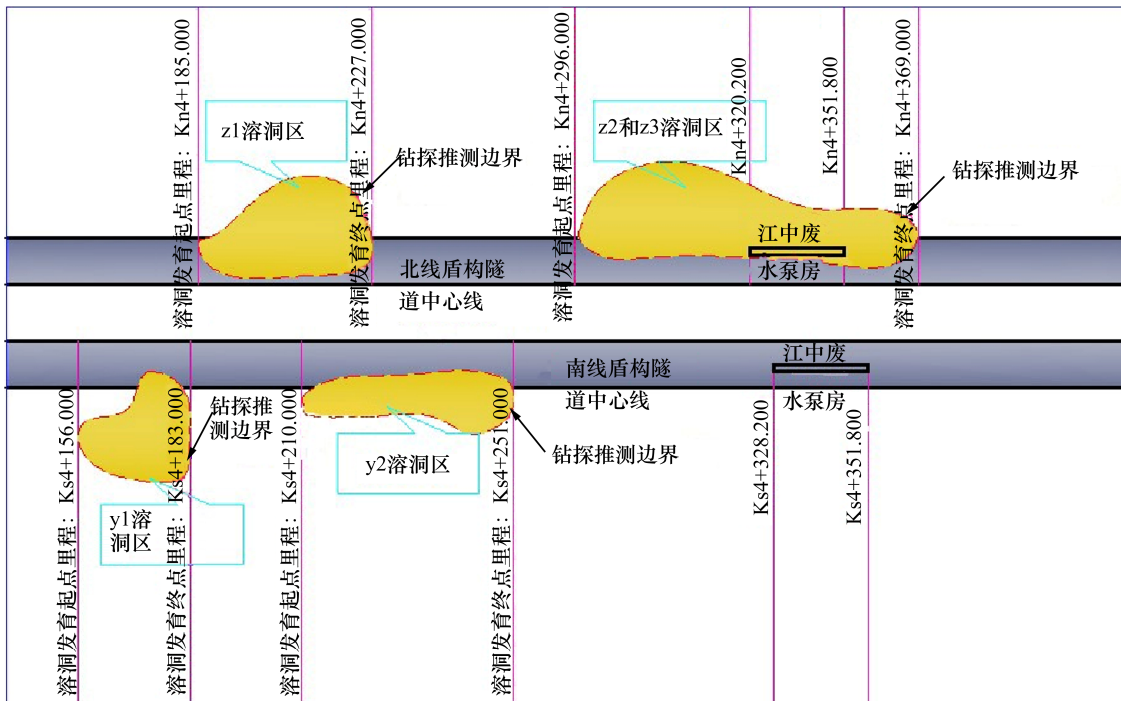 溶洞发育起点里程：Kn4+185.000
溶洞发育终点里程：Kn4+227.000
溶洞发育起点里程：Kn4+296.000
Kn4+320.200
Kn4+351.800
溶洞发育终点里程：Kn4+369.000
z1溶洞区
钻探推测边界
z2和z3溶洞区
钻探推测边界
江中废
水泵房
北线盾构隧
道中心线
南线盾构隧
道中心线
江中废
水泵房
溶洞发育起点里程：Ks4+156.000
溶洞发育终点里程：Ks4+183.000
溶洞发育起点里程：Ks4+210.000
溶洞发育终点里程：Ks4+251.000
Ks4+328.200
Ks4+351.800
钻探推
测边界
y2溶洞区
钻探推测边界
y1溶
洞区